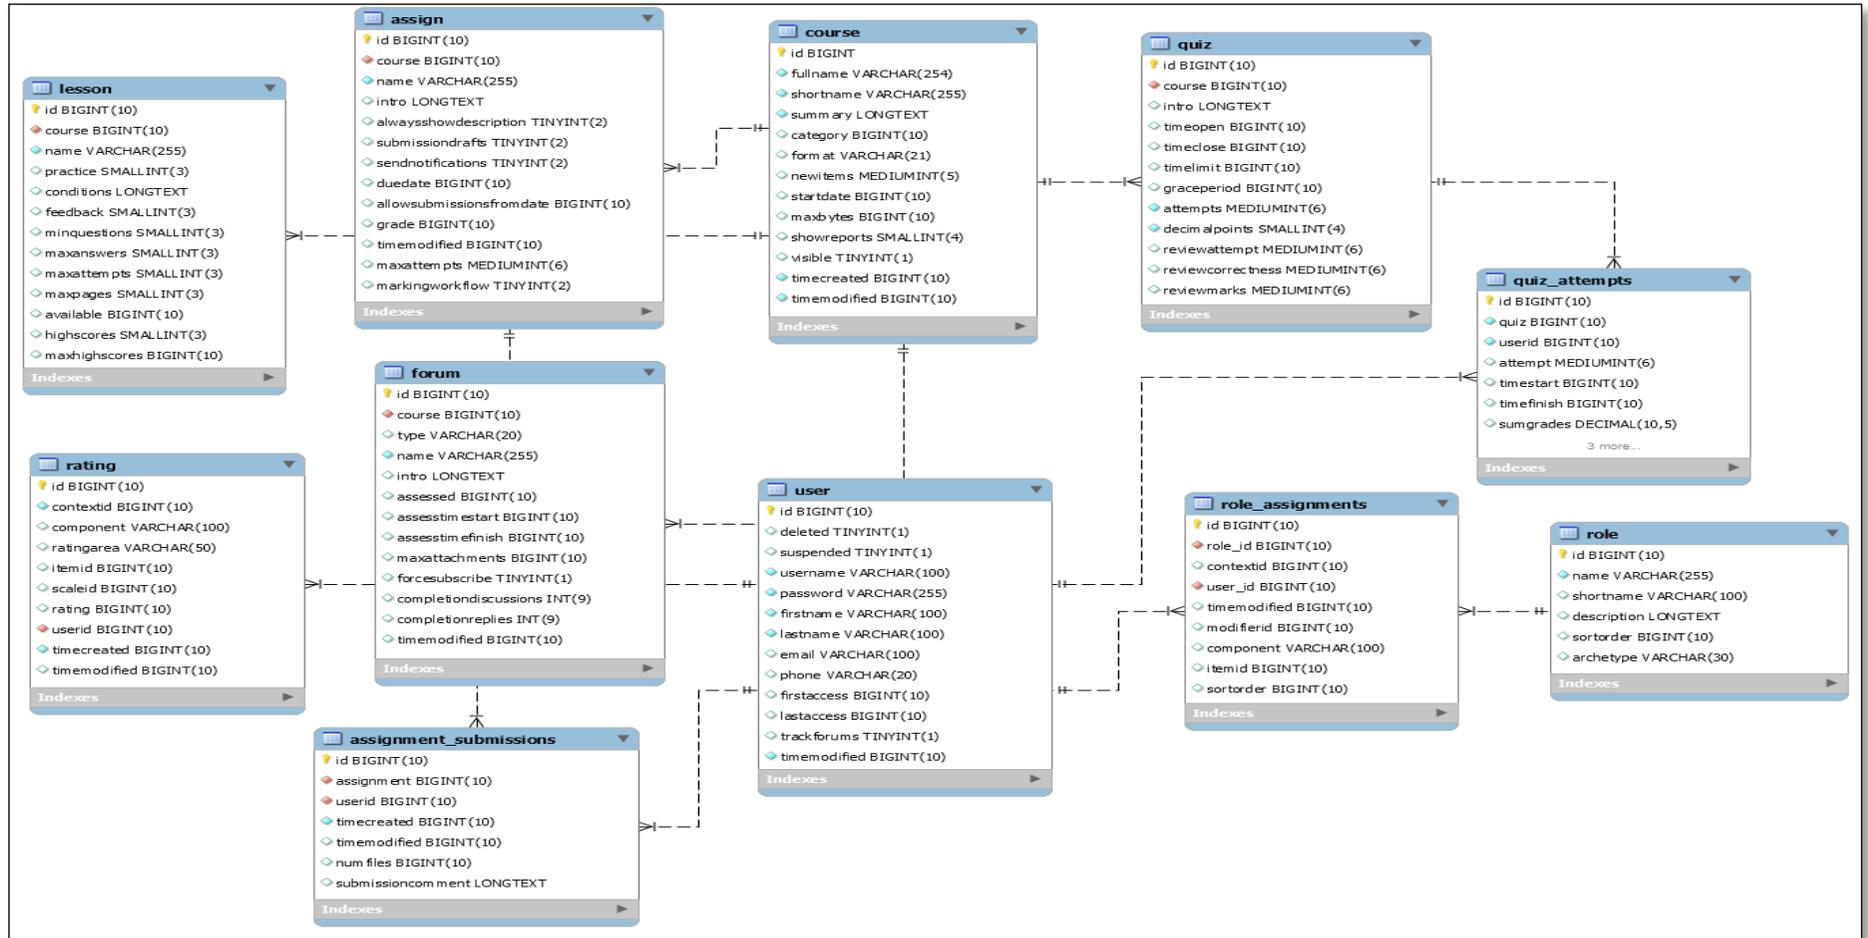 assign
id BIGINT(10)
course BIGINT(10)
name VARCHAR(255)
intro LONGTEXT
alwaysshowdescription TINYINT(2)
submissiondrafts TINYINT(2)
sendnotifications TINYINT(2)
duedate BIGINT(10)
allowsubmissionsfromdate BIGINT(10)
grade BIGINT(10)
timemodified BIGINT(10)
maxattempts MEDIUMINT(6)
markingworkflow TINYINT(2)
Indexes
course
id BIGINT
fullname VARCHAR(254)
shortname VARCHAR(255)
summary LONGTEXT
category BIGINT(10)
format VARCHAR(21)
newitems MEDIUMINT(5)
startdate BIGINT(10)
maxbytes BIGINT(10)
showreports SMALLINT(4)
visible TINYINT(1)
timecreated BIGINT(10)
timemodified BIGINT(10)
Indexes
quiz
id BIGINT(10)
course BIGINT(10)
intro LONGTEXT
timeopen BIGINT(10)
timeclose BIGINT(10)
timelimit BIGINT(10)
graceperiod BIGINT(10)
attempts MEDIUMINT(6)
decimalpoints SMALLINT(4)
reviewattempt MEDIUMINT(6)
reviewcorrectness MEDIUMINT(6)
reviewmarks MEDIUMINT(6)
Indexes
lesson
id BIGINT(10)
course BIGINT(10)
name VARCHAR(255)
practice SMALLINT(3)
conditions LONGTEXT
feedback SMALLINT(3)
minquestions SMALLINT(3)
maxanswers SMALLINT(3)
maxattempts SMALLINT(3)
maxpages SMALLINT(3)
available BIGINT(10)
highscores SMALLINT(3)
maxhighscores BIGINT(10)
Indexes
quiz_attempts
id BIGINT(10)
quiz BIGINT(10)
userid BIGINT(10)
attempt MEDIUMINT(6)
timestart BIGINT(10)
timefinish BIGINT(10)
sumgrades DECIMAL(10,5)
3 more...
Indexes
forum
id BIGINT(10)
course BIGINT(10)
type VARCHAR(20)
name VARCHAR(255)
intro LONGTEXT
assessed BIGINT(10)
assesstimestart BIGINT(10)
assesstimefinish BIGINT(10)
maxattachments BIGINT(10)
forcesubscribe TINYINT(1)
completiondiscussions INT(9)
completionreplies INT(9)
timemodified BIGINT(10)
Indexes
rating
id BIGINT(10)
contextid BIGINT(10)
component VARCHAR(100)
ratingarea VARCHAR(50)
itemid BIGINT(10)
scaleid BIGINT(10)
rating BIGINT(10)
userid BIGINT(10)
timecreated BIGINT(10)
timemodified BIGINT(10)
Indexes
user
id BIGINT(10)
deleted TINYINT(1)
suspended TINYINT(1)
username VARCHAR(100)
password VARCHAR(255)
firstname VARCHAR(100)
lastname VARCHAR(100)
email VARCHAR(100)
phone VARCHAR(20)
firstaccess BIGINT(10)
lastaccess BIGINT(10)
trackforums TINYINT(1)
timemodified BIGINT(10)
Indexes
role_assignments
id BIGINT(10)
role_id BIGINT(10)
contextid BIGINT(10)
user_id BIGINT(10)
timemodified BIGINT(10)
modifierid BIGINT(10)
component VARCHAR(100)
itemid BIGINT(10)
sortorder BIGINT(10)
Indexes
role
id BIGINT(10)
name VARCHAR(255)
shortname VARCHAR(100)
description LONGTEXT
sortorder BIGINT(10)
archetype VARCHAR(30)
Indexes
assignment_submissions
id BIGINT(10)
assignment BIGINT(10)
userid BIGINT(10)
timecreated BIGINT(10)
timemodified BIGINT(10)
numfiles BIGINT(10)
submissioncomment LONGTEXT
Indexes